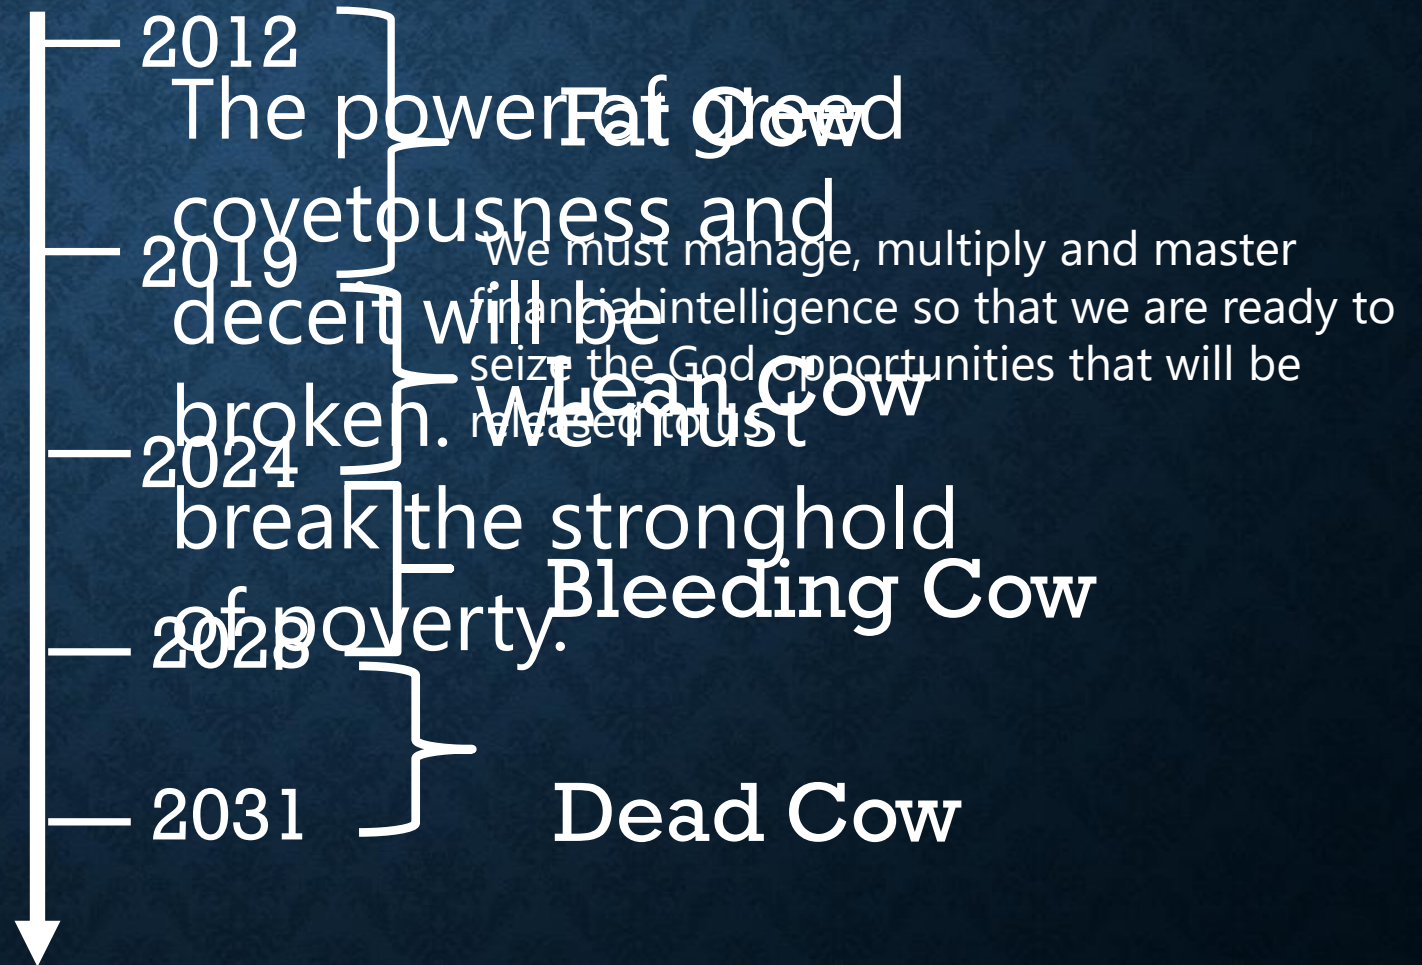 2012
Fat Cow
2019
Lean Cow
2024
Bleeding Cow
2028
Dead Cow
2031
The power of greed
covetousness and
deceit will be
broken. We must
break the stronghold
of poverty.
We must manage, multiply and master
financial intelligence so that we are ready to
seize the God opportunities that will be
released to us